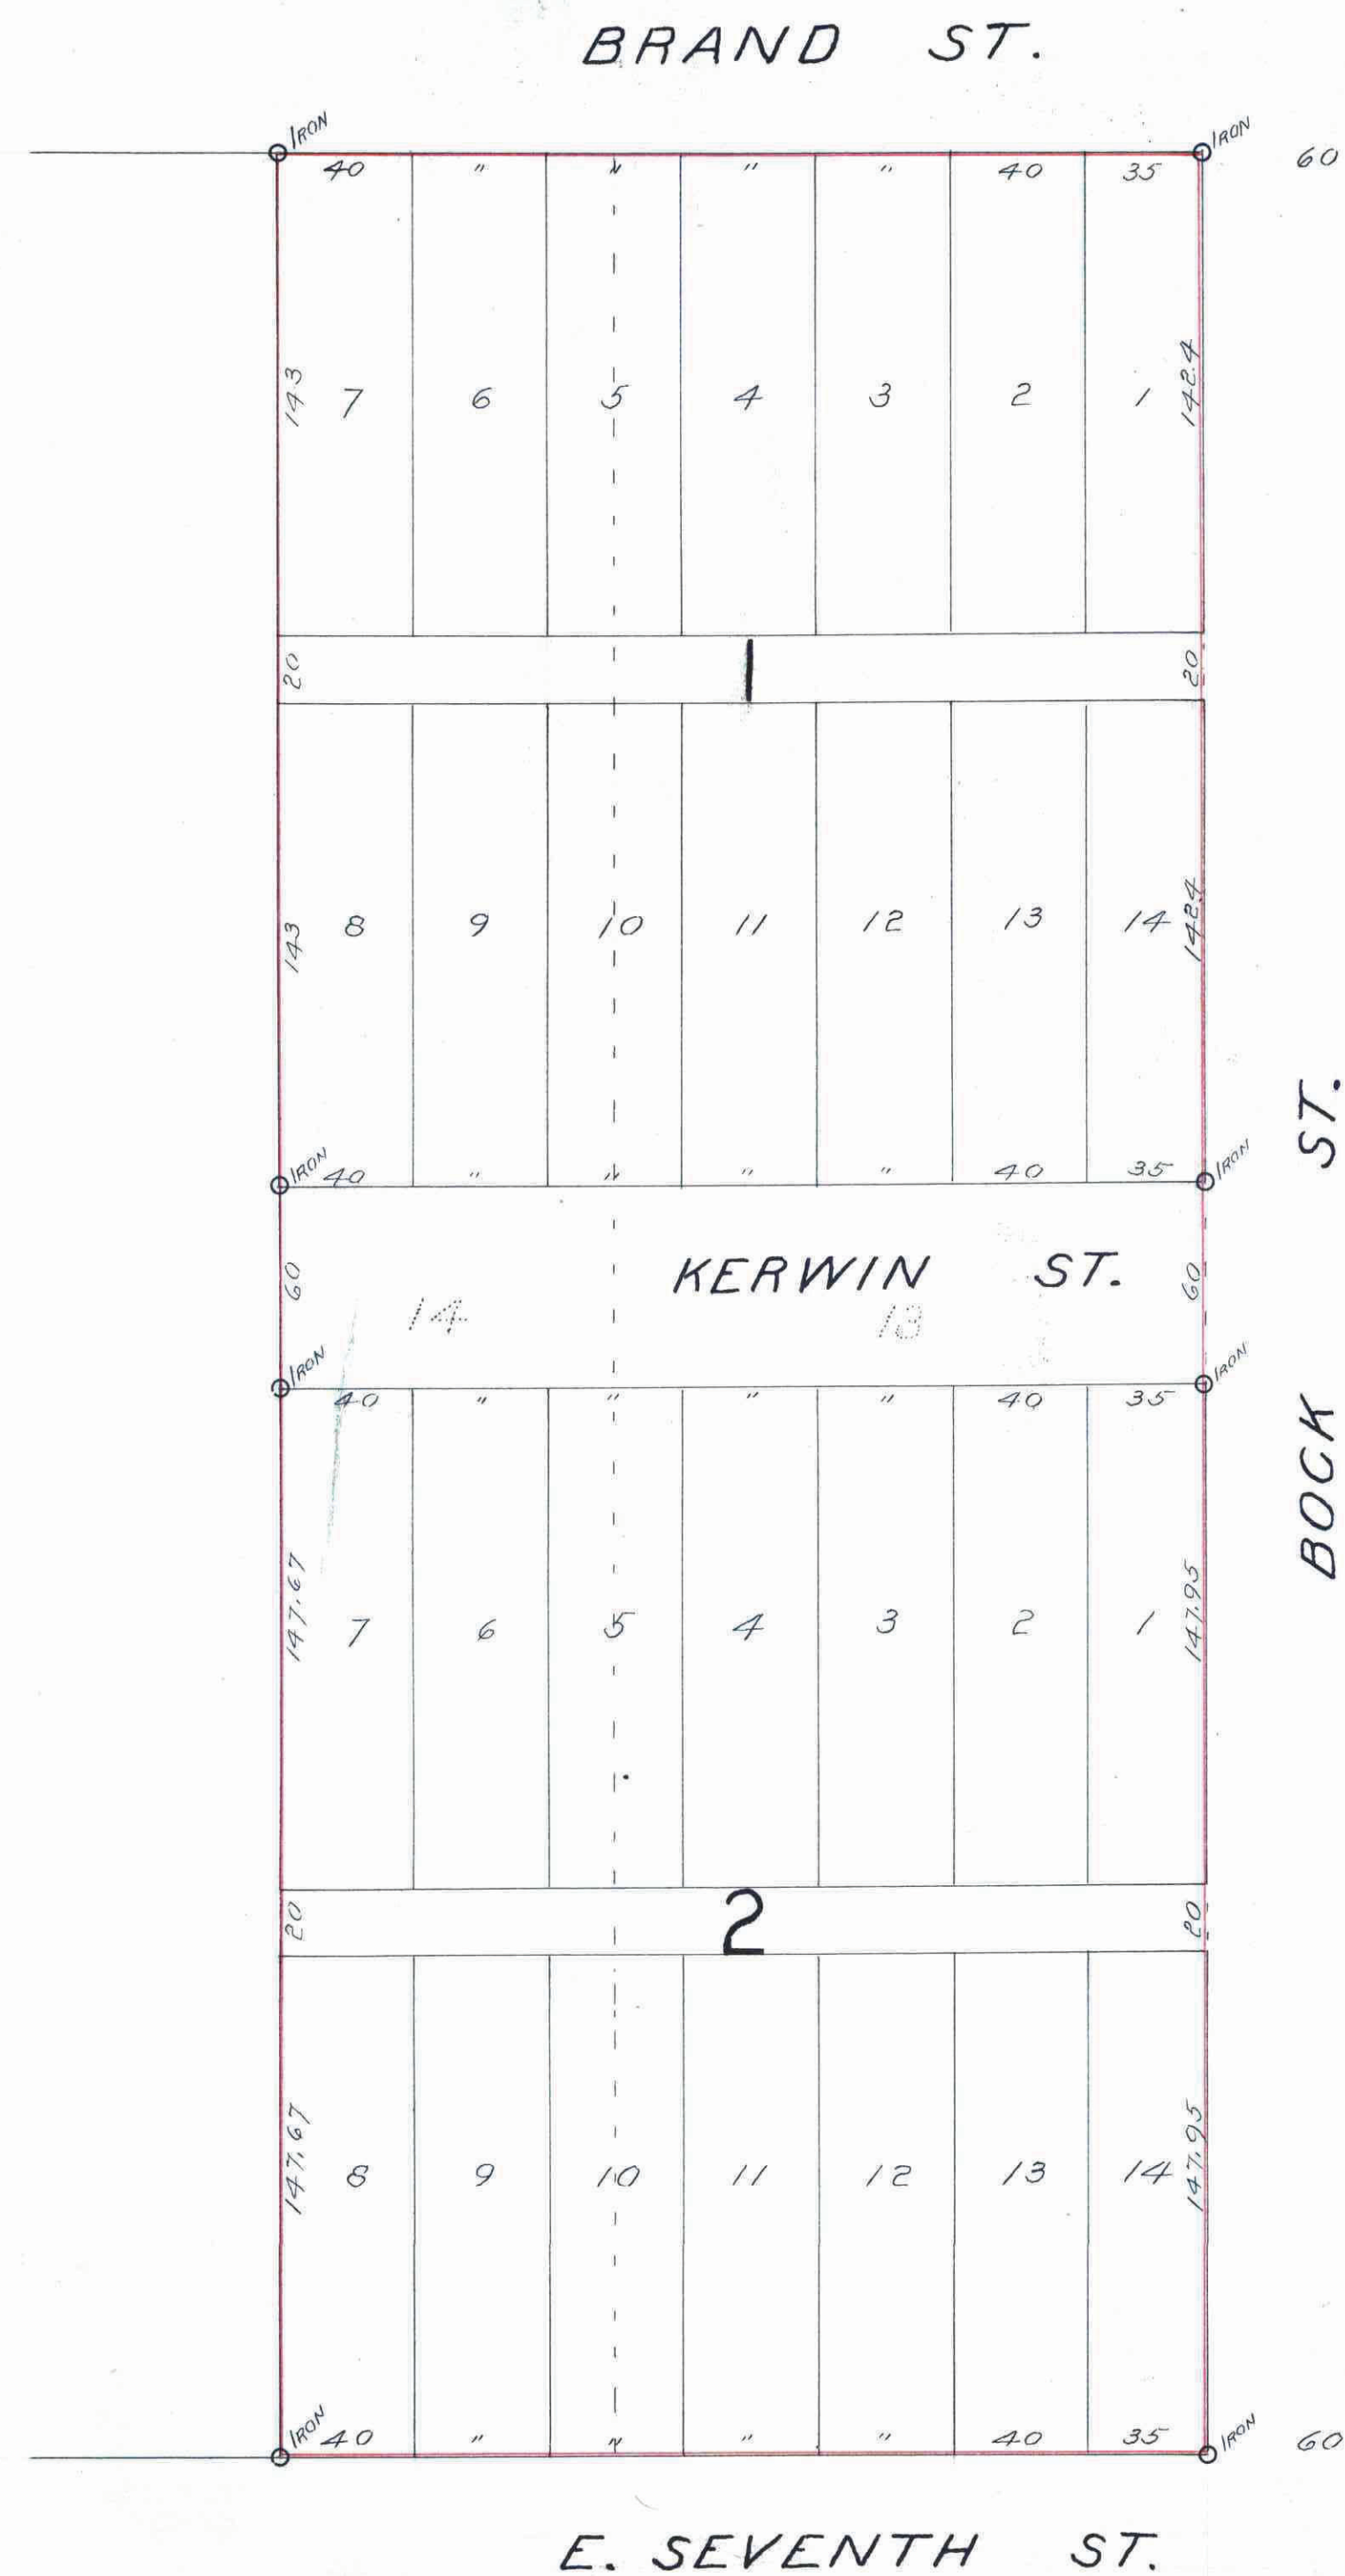 BRAND ST.
IRON IRON
40 " " " " 40 35 60
143 7 6 5 4 3 2 1 142.4
20 1 20
143 8 9 10 11 12 13 14 142.4
IRON 40 " " " " 40 35 IRON
60 KERWIN ST. 60
14 13
IRON IRON
40 " " " " 40 35
147.67 7 6 5 4 3 2 1 147.95
BOCK ST.
20 2 20
147.67 8 9 10 11 12 13 14 147.95
IRON 40 " " " " 40 35 IRON 60
E. SEVENTH ST.